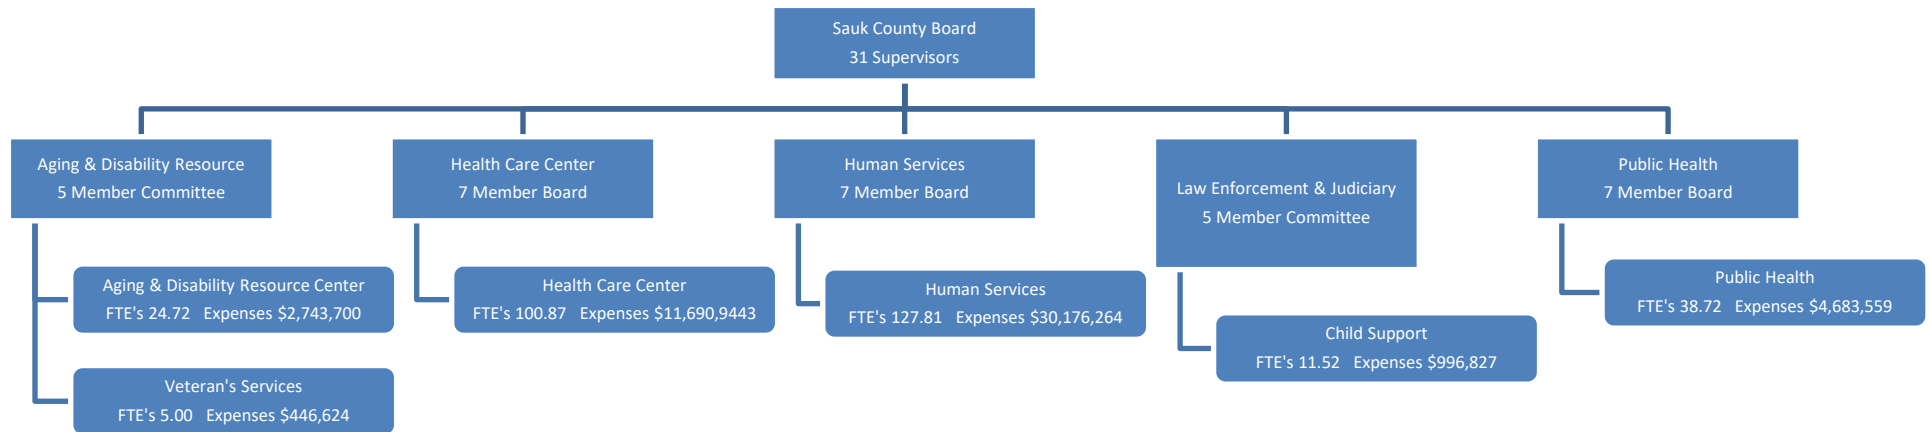 Sauk County Board
31 Supervisors
Aging & Disability Resource
5 Member Committee
Health Care Center
7 Member Board
Human Services
7 Member Board
Law Enforcement & Judiciary
5 Member Committee
Public Health
7 Member Board
Aging & Disability Resource Center
FTE's 24.72 Expenses $2,743,700
Veteran's Services
FTE's 5.00 Expenses $446,624
Health Care Center
FTE's 100.87 Expenses $11,690,9443
Human Services
FTE's 127.81 Expenses $30,176,264
Child Support
FTE's 11.52 Expenses $996,827
Public Health
FTE's 38.72 Expenses $4,683,559